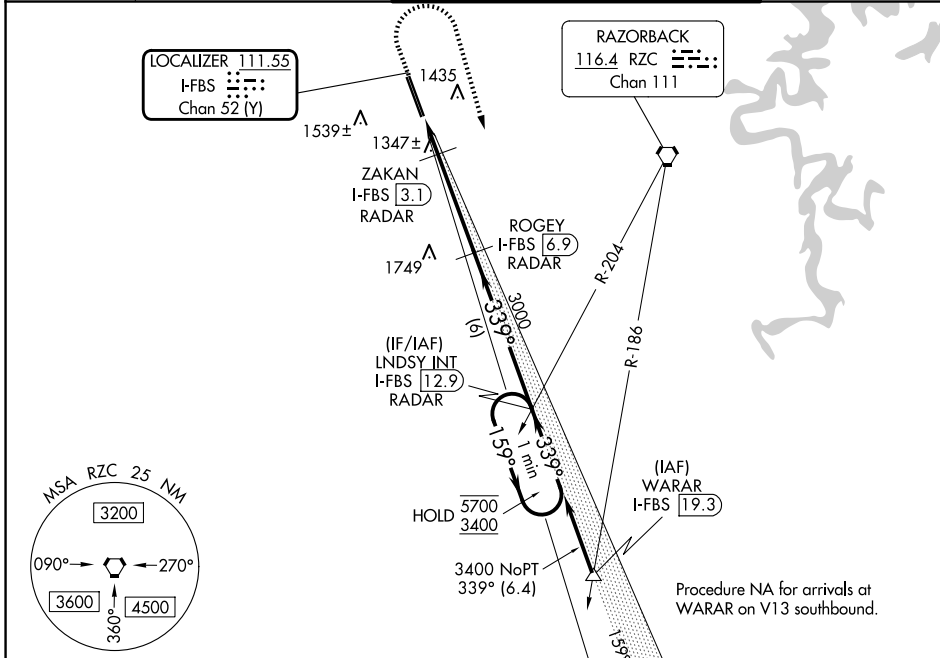 LOCALIZER 111.55
I-FBS
Chan 52 (Y)
RAZORBACK
116.4 RZC
Chan 111
1435
1539±
1347±
ZAKAN
I-FBS 3.1
RADAR
ROGEY
I-FBS 6.9
RADAR
1749
R-204
R-186
3000
339°
(6)
(IF/IAF)
LNDSY INT
I-FBS 12.9
RADAR
159°
1 min
339°
HOLD 5700
3400
(IAF)
WARAR
I-FBS 19.3
3400 NoPT
339° (6.4)
Procedure NA for arrivals at
WARAR on V13 southbound.
159°
MSA RZC 25 NM
3200
090°
270°
3600
4500
360°